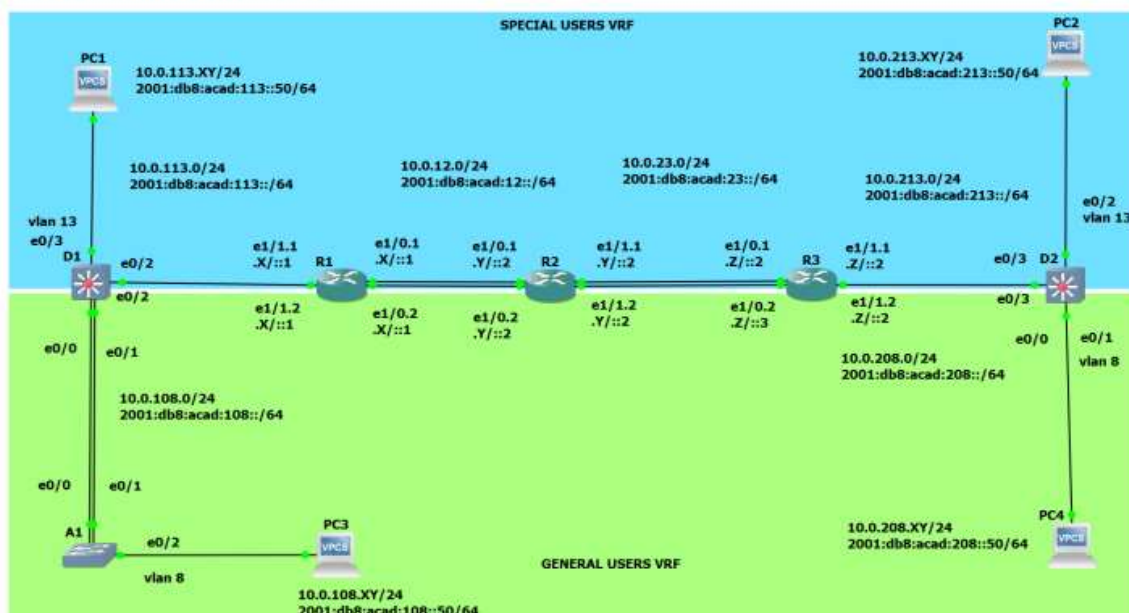 SPECIAL USERS VRF
PC1
VPCS
10.0.113.XY/24
2001:db8:acad:113::50/64
PC2
VPCS
10.0.213.XY/24
2001:db8:acad:213::50/64
10.0.113.0/24
2001:db8:acad:113::/64
10.0.12.0/24
2001:db8:acad:12::/64
10.0.23.0/24
2001:db8:acad:23::/64
10.0.213.0/24
2001:db8:acad:213::/64
vlan 13
e0/3
D1
e0/2
e0/2
e1/1.1
.X/::1
R1
e1/0.1
.X/::1
e1/1.2
.X/::1
e1/0.2
.X/::1
e1/0.1
.Y/::2
R2
e1/1.1
.Y/::2
e1/0.2
.Y/::2
e1/1.2
.Y/::2
e1/0.1
.Z/::2
R3
e1/1.1
.Z/::2
e1/0.2
.Z/::3
e1/1.2
.Z/::2
e0/2
vlan 13
e0/3
D2
e0/3
e0/0
e0/1
vlan 8
e0/0
e0/1
10.0.108.0/24
2001:db8:acad:108::/64
10.0.208.0/24
2001:db8:acad:208::/64
e0/0
e0/1
A1
e0/2
vlan 8
PC3
VPCS
10.0.108.XY/24
2001:db8:acad:108::50/64
PC4
VPCS
10.0.208.XY/24
2001:db8:acad:208::50/64
GENERAL USERS VRF